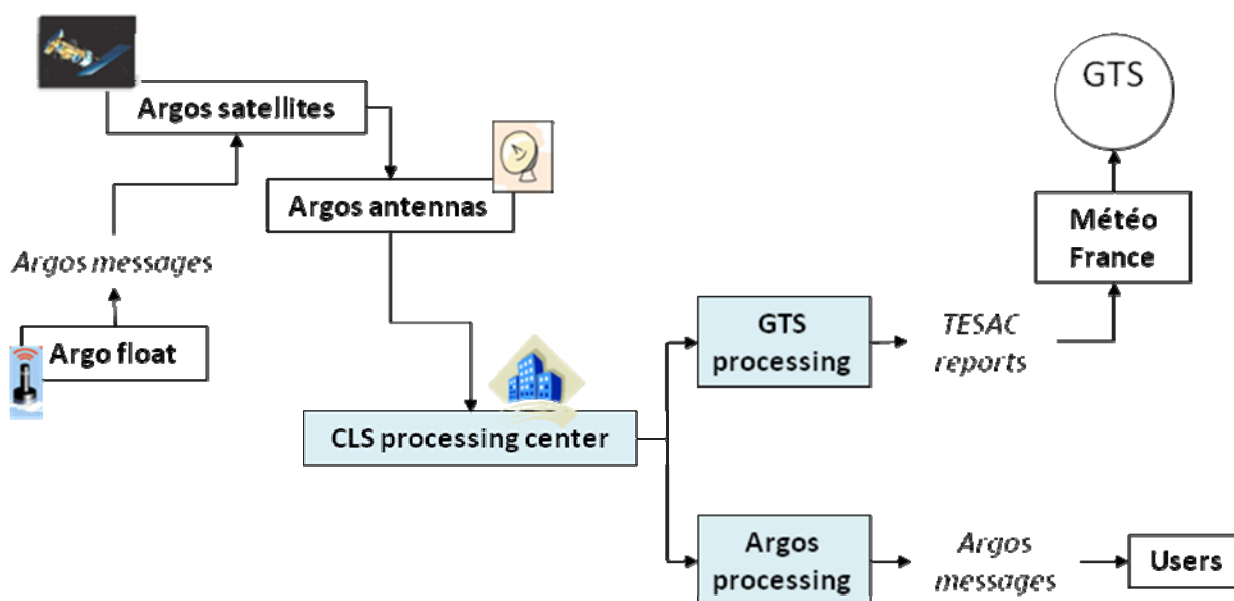 Argos satellites
GTS
Argos antennas
Météo
France
Argos messages
Argo float
GTS
processing
TESAC
reports
CLS processing center
Argos
processing
Argos
messages
Users